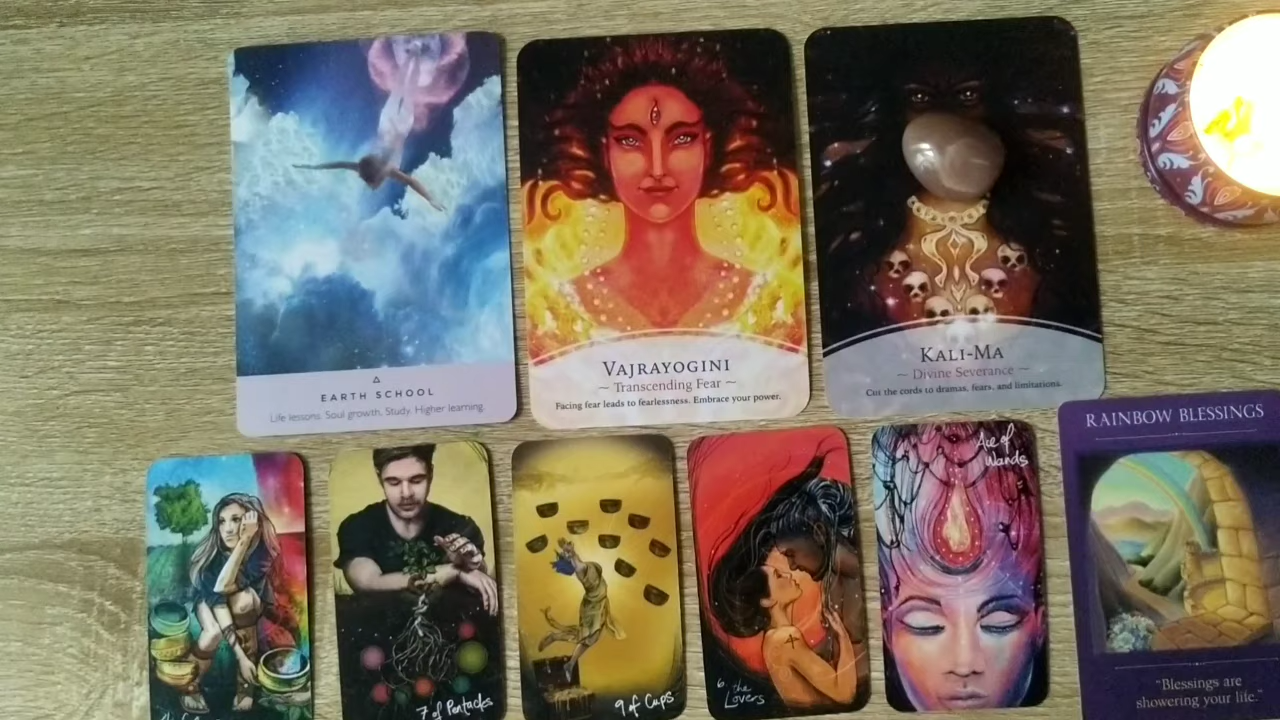 EARTH SCHOOL
Life lessons. Soul growth. Study. Higher learning.
VAJRAYOGINI
~ Transcending Fear ~
Facing fear leads to fearlessness. Embrace your power.
KALI-MA
~ Divine Severance ~
Cut the cords to dramas, fears, and limitations.
7 of Pentacles
9 of Cups
6 the
Lovers
Ace of
Wands
RAINBOW BLESSINGS
"Blessings are
showering your life."